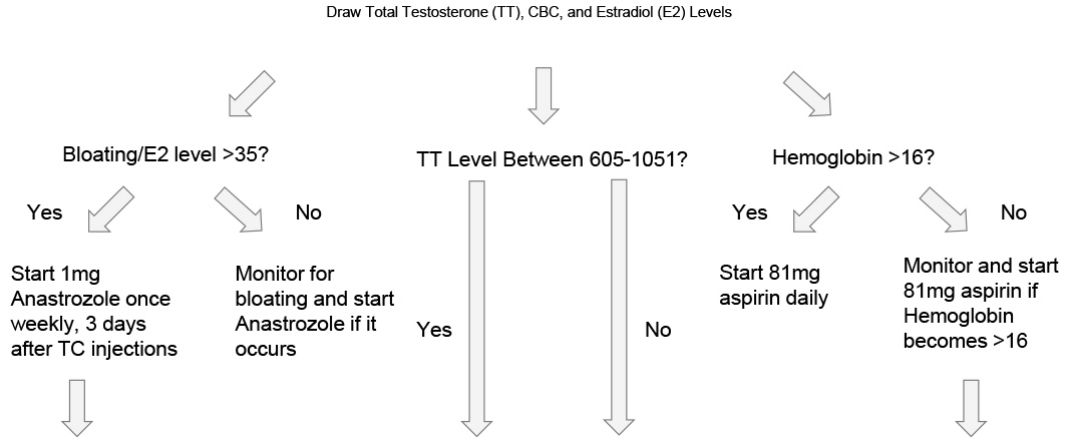 Draw Total Testosterone (TT), CBC, and Estradiol (E2) Levels
Bloating/E2 level >35?
TT Level Between 605-1051?
Hemoglobin >16?
Yes
No
Yes
No
Start 1mg
Anastrozole once
weekly, 3 days
after TC injections
Monitor for
bloating and start
Anastrozole if it
occurs
Yes
No
Start 81mg
aspirin daily
Monitor and start
81mg aspirin if
Hemoglobin
becomes >16